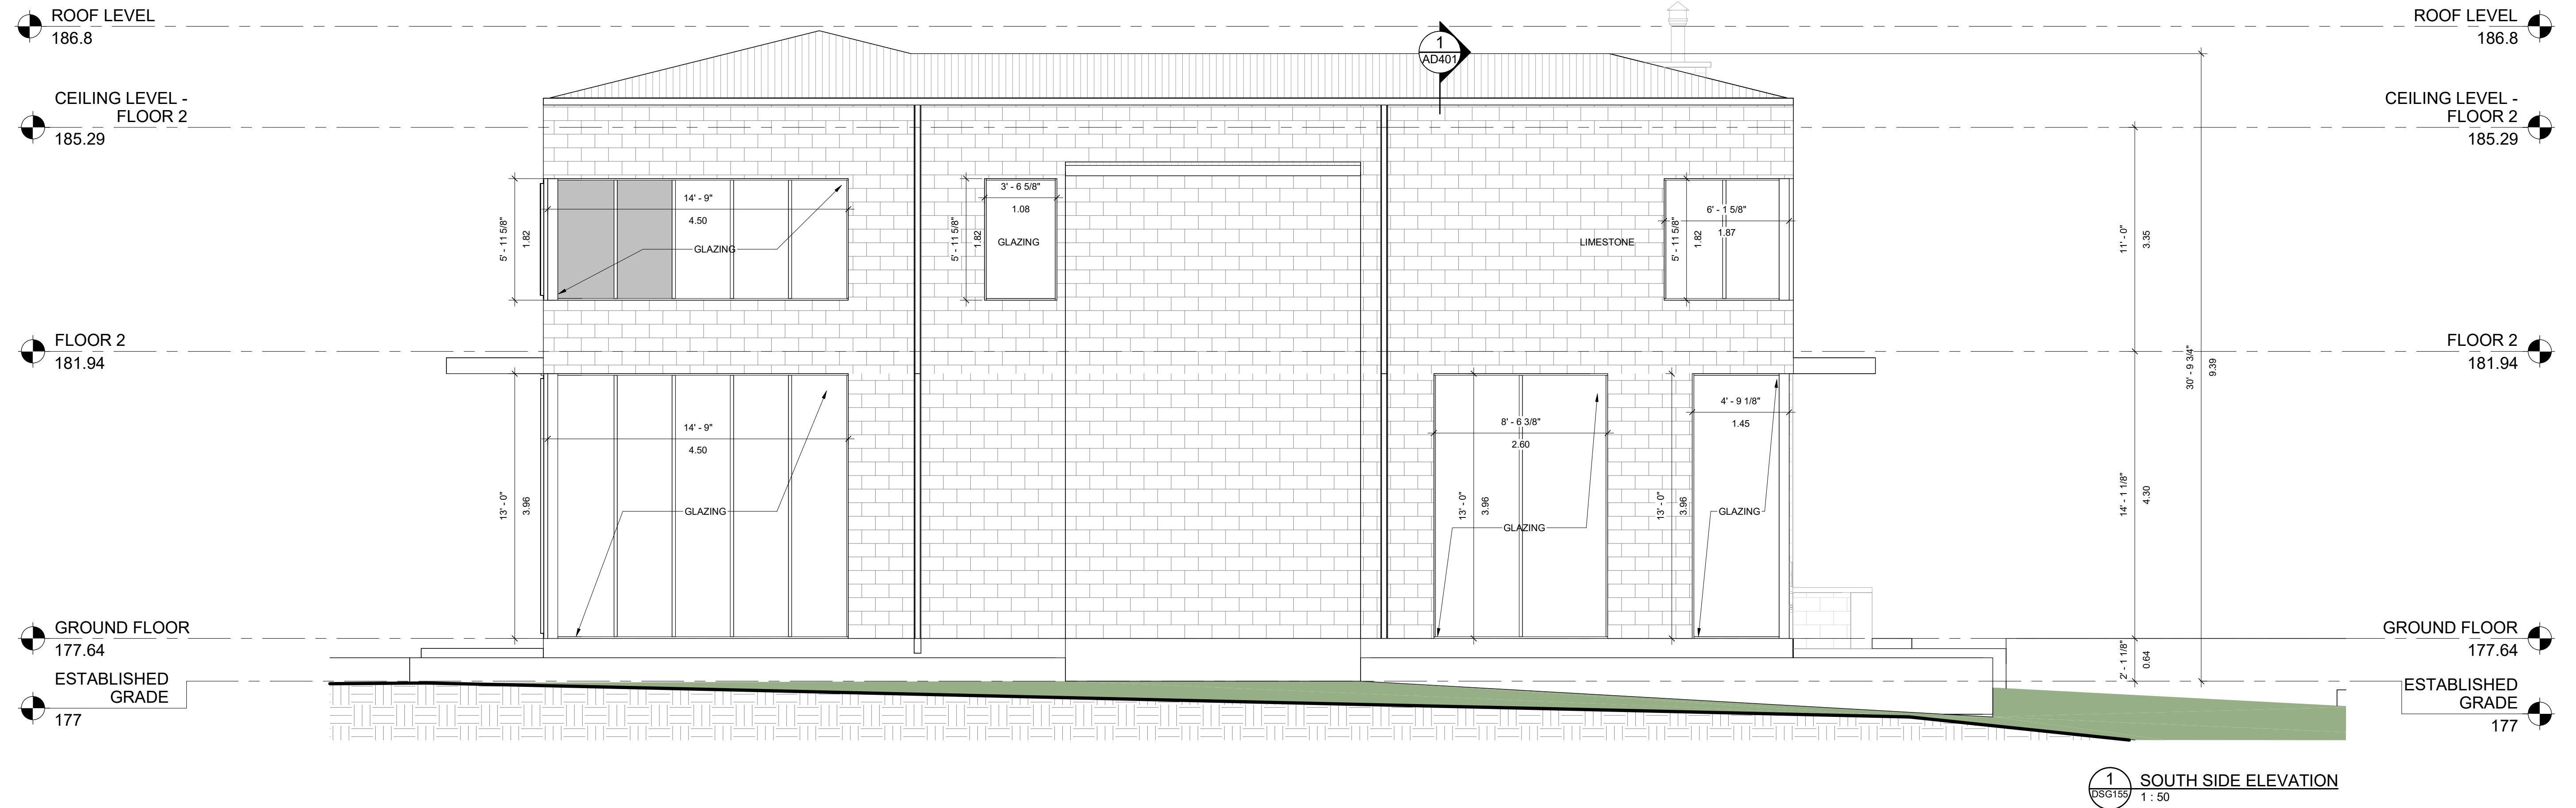 ROOF LEVEL
186.8
CEILING LEVEL -
FLOOR 2
185.29
FLOOR 2
181.94
GROUND FLOOR
177.64
ESTABLISHED
GRADE
177
1
AD401
5' - 11 5/8"
1.82
14' - 9"
4.50
GLAZING
5' - 11 5/8"
1.82
3' - 6 5/8"
1.08
GLAZING
LIMESTONE
5' - 11 5/8"
1.82
6' - 1 5/8"
1.87
13' - 0"
3.96
14' - 9"
4.50
GLAZING
13' - 0"
3.96
8' - 6 3/8"
2.60
GLAZING
13' - 0"
3.96
4' - 9 1/8"
1.45
GLAZING
11' - 0"
3.35
14' - 1 1/8"
4.30
2' - 1 1/8"
0.64
30' - 9 3/4"
9.39
ROOF LEVEL
186.8
CEILING LEVEL -
FLOOR 2
185.29
FLOOR 2
181.94
GROUND FLOOR
177.64
ESTABLISHED
GRADE
177
1
DSG155
SOUTH SIDE ELEVATION
1 : 50